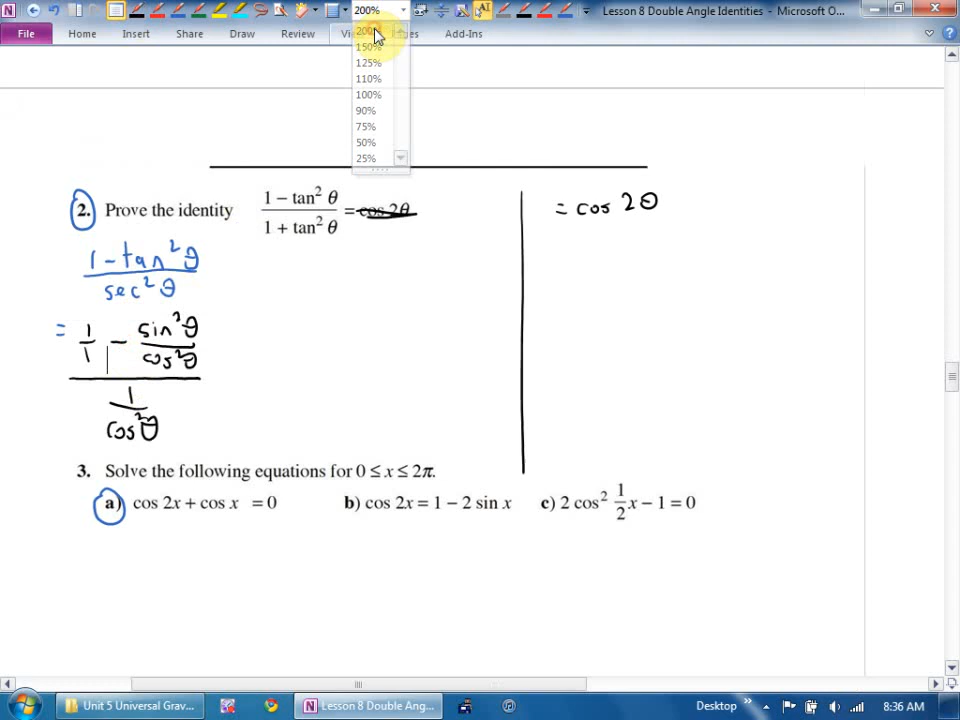 200%
Lesson 8 Double Angle Identities - Microsoft O...
File Home Insert Share Draw Review Add-Ins
200%
150%
125%
110%
100%
90%
75%
50%
25%
2. Prove the identity (1 − tan² θ)/(1 + tan² θ) = cos 2θ
= cos 2θ
(1 - tan² θ)/(sec² θ)
= (1/1 - sin²θ/cos²θ)/(1/cos²θ)
3. Solve the following equations for 0 ≤ x ≤ 2π.
a) cos 2x + cos x = 0 b) cos 2x = 1 − 2 sin x c) 2 cos² 1/2 x − 1 = 0
Unit 5 Universal Grav... Lesson 8 Double Ang... Desktop 8:36 AM